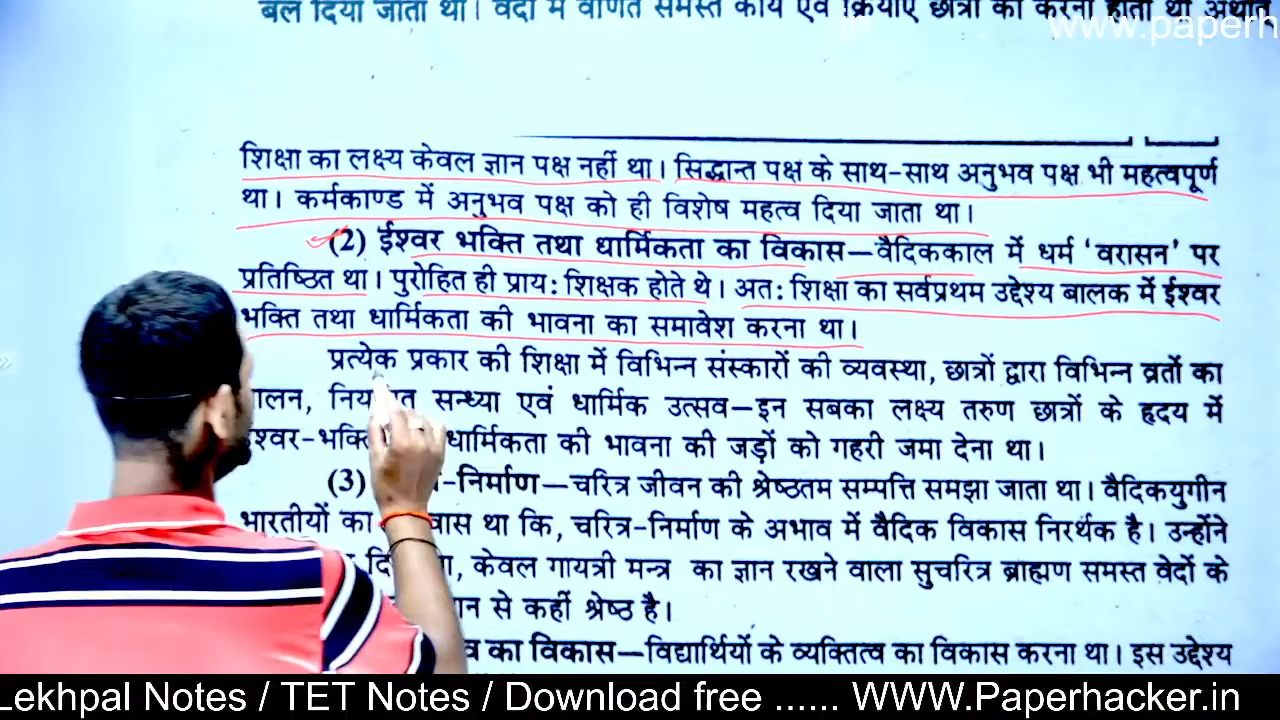 बल दिया जाता था। वेदों में वर्णित समस्त कार्य एवं क्रियाएँ छात्रों को करना होता था अर्थात्
www.paperh
शिक्षा का लक्ष्य केवल ज्ञान पक्ष नहीं था। सिद्धान्त पक्ष के साथ-साथ अनुभव पक्ष भी महत्वपूर्ण
था। कर्मकाण्ड में अनुभव पक्ष को ही विशेष महत्व दिया जाता था।
(2) ईश्वर भक्ति तथा धार्मिकता का विकास—वैदिककाल में धर्म 'वरासन' पर
प्रतिष्ठित था। पुरोहित ही प्राय: शिक्षक होते थे। अत: शिक्षा का सर्वप्रथम उद्देश्य बालक में ईश्वर
भक्ति तथा धार्मिकता की भावना का समावेश करना था।
प्रत्येक प्रकार की शिक्षा में विभिन्न संस्कारों की व्यवस्था, छात्रों द्वारा विभिन्न व्रतों का
सन्ध्या एवं धार्मिक उत्सव—इन सबका लक्ष्य तरुण छात्रों के हृदय में
धार्मिकता की भावना की जड़ों को गहरी जमा देना था।
(3) -निर्माण—चरित्र जीवन की श्रेष्ठतम सम्पत्ति समझा जाता था। वैदिकयुगीन
भारतीयों का था कि, चरित्र-निर्माण के अभाव में वैदिक विकास निरर्थक है। उन्होंने
केवल गायत्री मन्त्र का ज्ञान रखने वाला सुचरित्र ब्राह्मण समस्त वेदों के
से कहीं श्रेष्ठ है।
का विकास—विद्यार्थियों के व्यक्तित्व का विकास करना था। इस उद्देश्य
Lekhpal Notes / TET Notes / Download free ...... WWW.Paperhacker.in